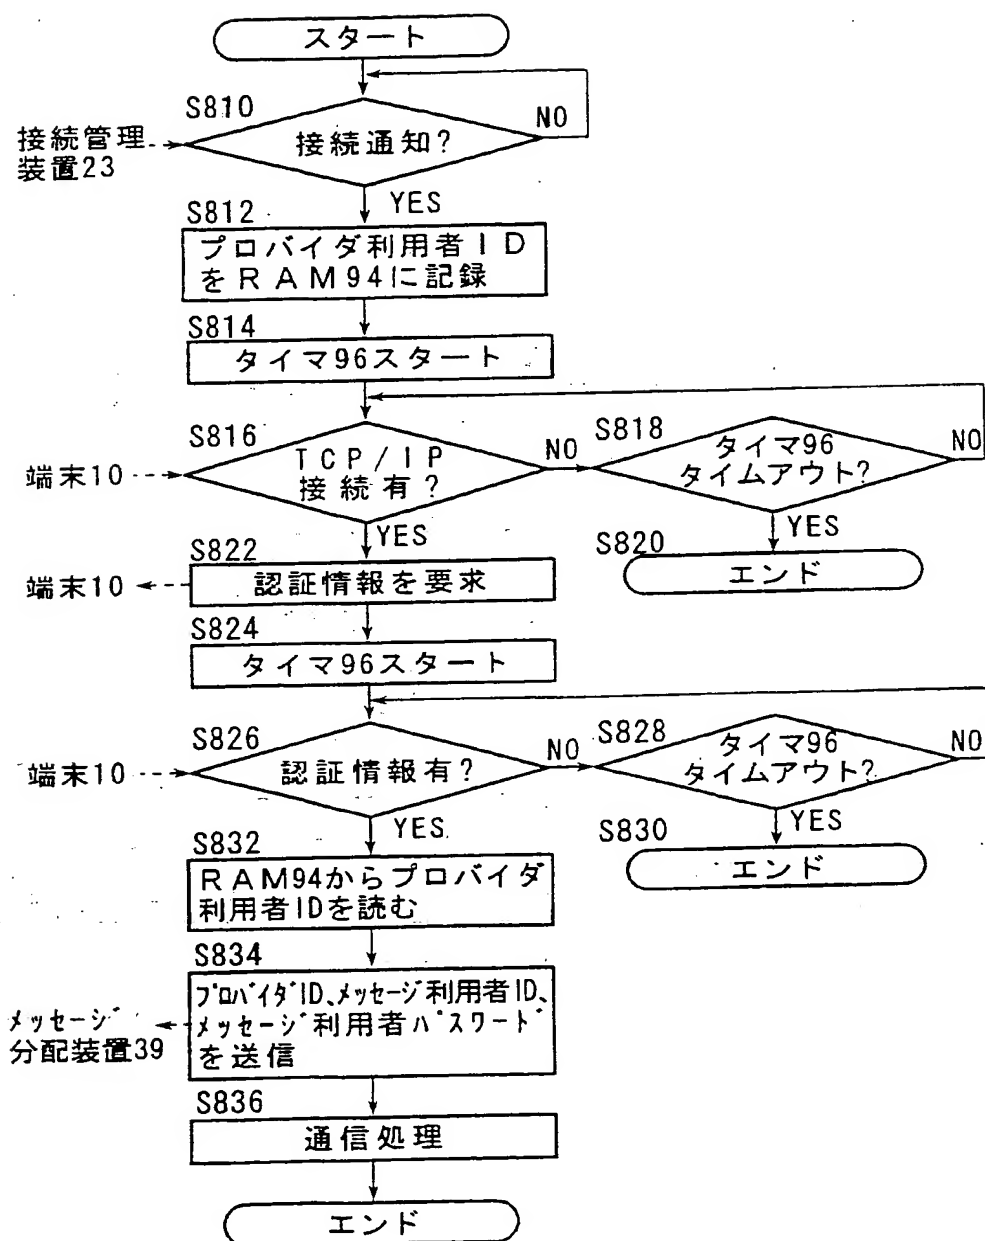 スタート
S810
NO
接続管理
装置23
接続通知?
YES
S812
プロバイダ利用者ID
をRAM94に記録
S814
タイマ96スタート
S816
TCP/IP
接続有?
端末10
NO
S818
タイマ96
タイムアウト?
NO
YES
YES
S820
エンド
S822
認証情報を要求
端末10
S824
タイマ96スタート
S826
認証情報有?
端末10
NO
S828
タイマ96
タイムアウト?
NO
YES
YES
S830
エンド
S832
RAM94からプロバイダ
利用者IDを読む
S834
プロバイダID、メッセージ利用者ID、
メッセージ利用者パスワード
を送信
メッセージ
分配装置39
S836
通信処理
エンド